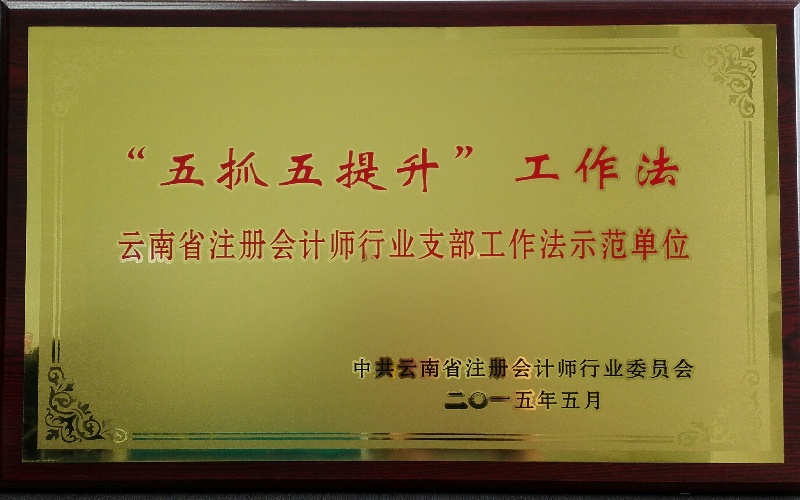 “五抓五提升”工作法
云南省注册会计师行业支部工作法示范单位
中共云南省注册会计师行业委员会
二〇一五年五月